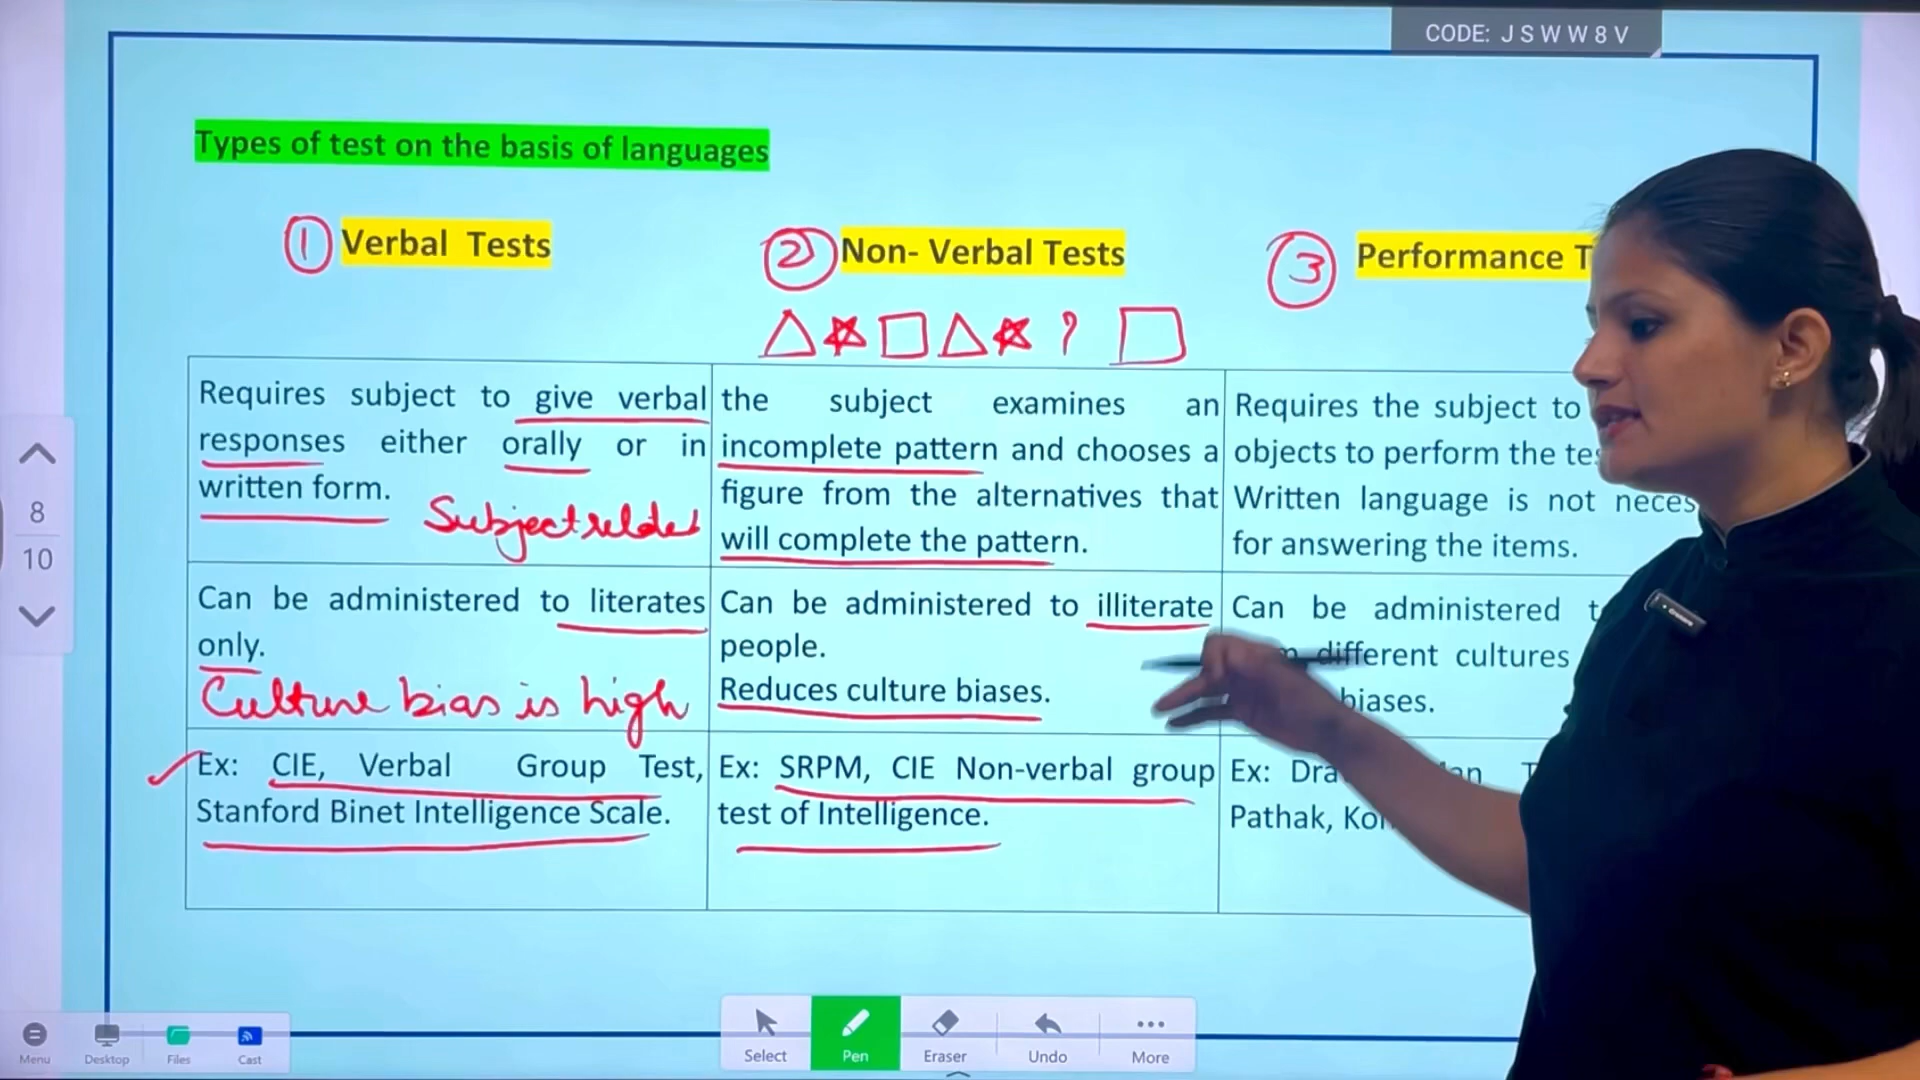 CODE: J S W W 8 V
Types of test on the basis of languages
1 Verbal Tests
2 Non- Verbal Tests
3 Performance T
?
Requires subject to give verbal
responses either orally or in
written form.
Subject related
the subject examines an
incomplete pattern and chooses a
figure from the alternatives that
will complete the pattern.
Requires the subject to
objects to perform the
Written language is not neces
for answering the items.
Can be administered to literates
only.
Culture bias is high
Can be administered to illiterate
people.
Reduces culture biases.
Can be administered
different cultures
biases.
Ex: CIE, Verbal Group Test,
Stanford Binet Intelligence Scale.
Ex: SRPM, CIE Non-verbal group
test of Intelligence.
Ex:
Pathak,
8
10
Menu
Desktop
Files
Cast
Select
Pen
Eraser
Undo
More